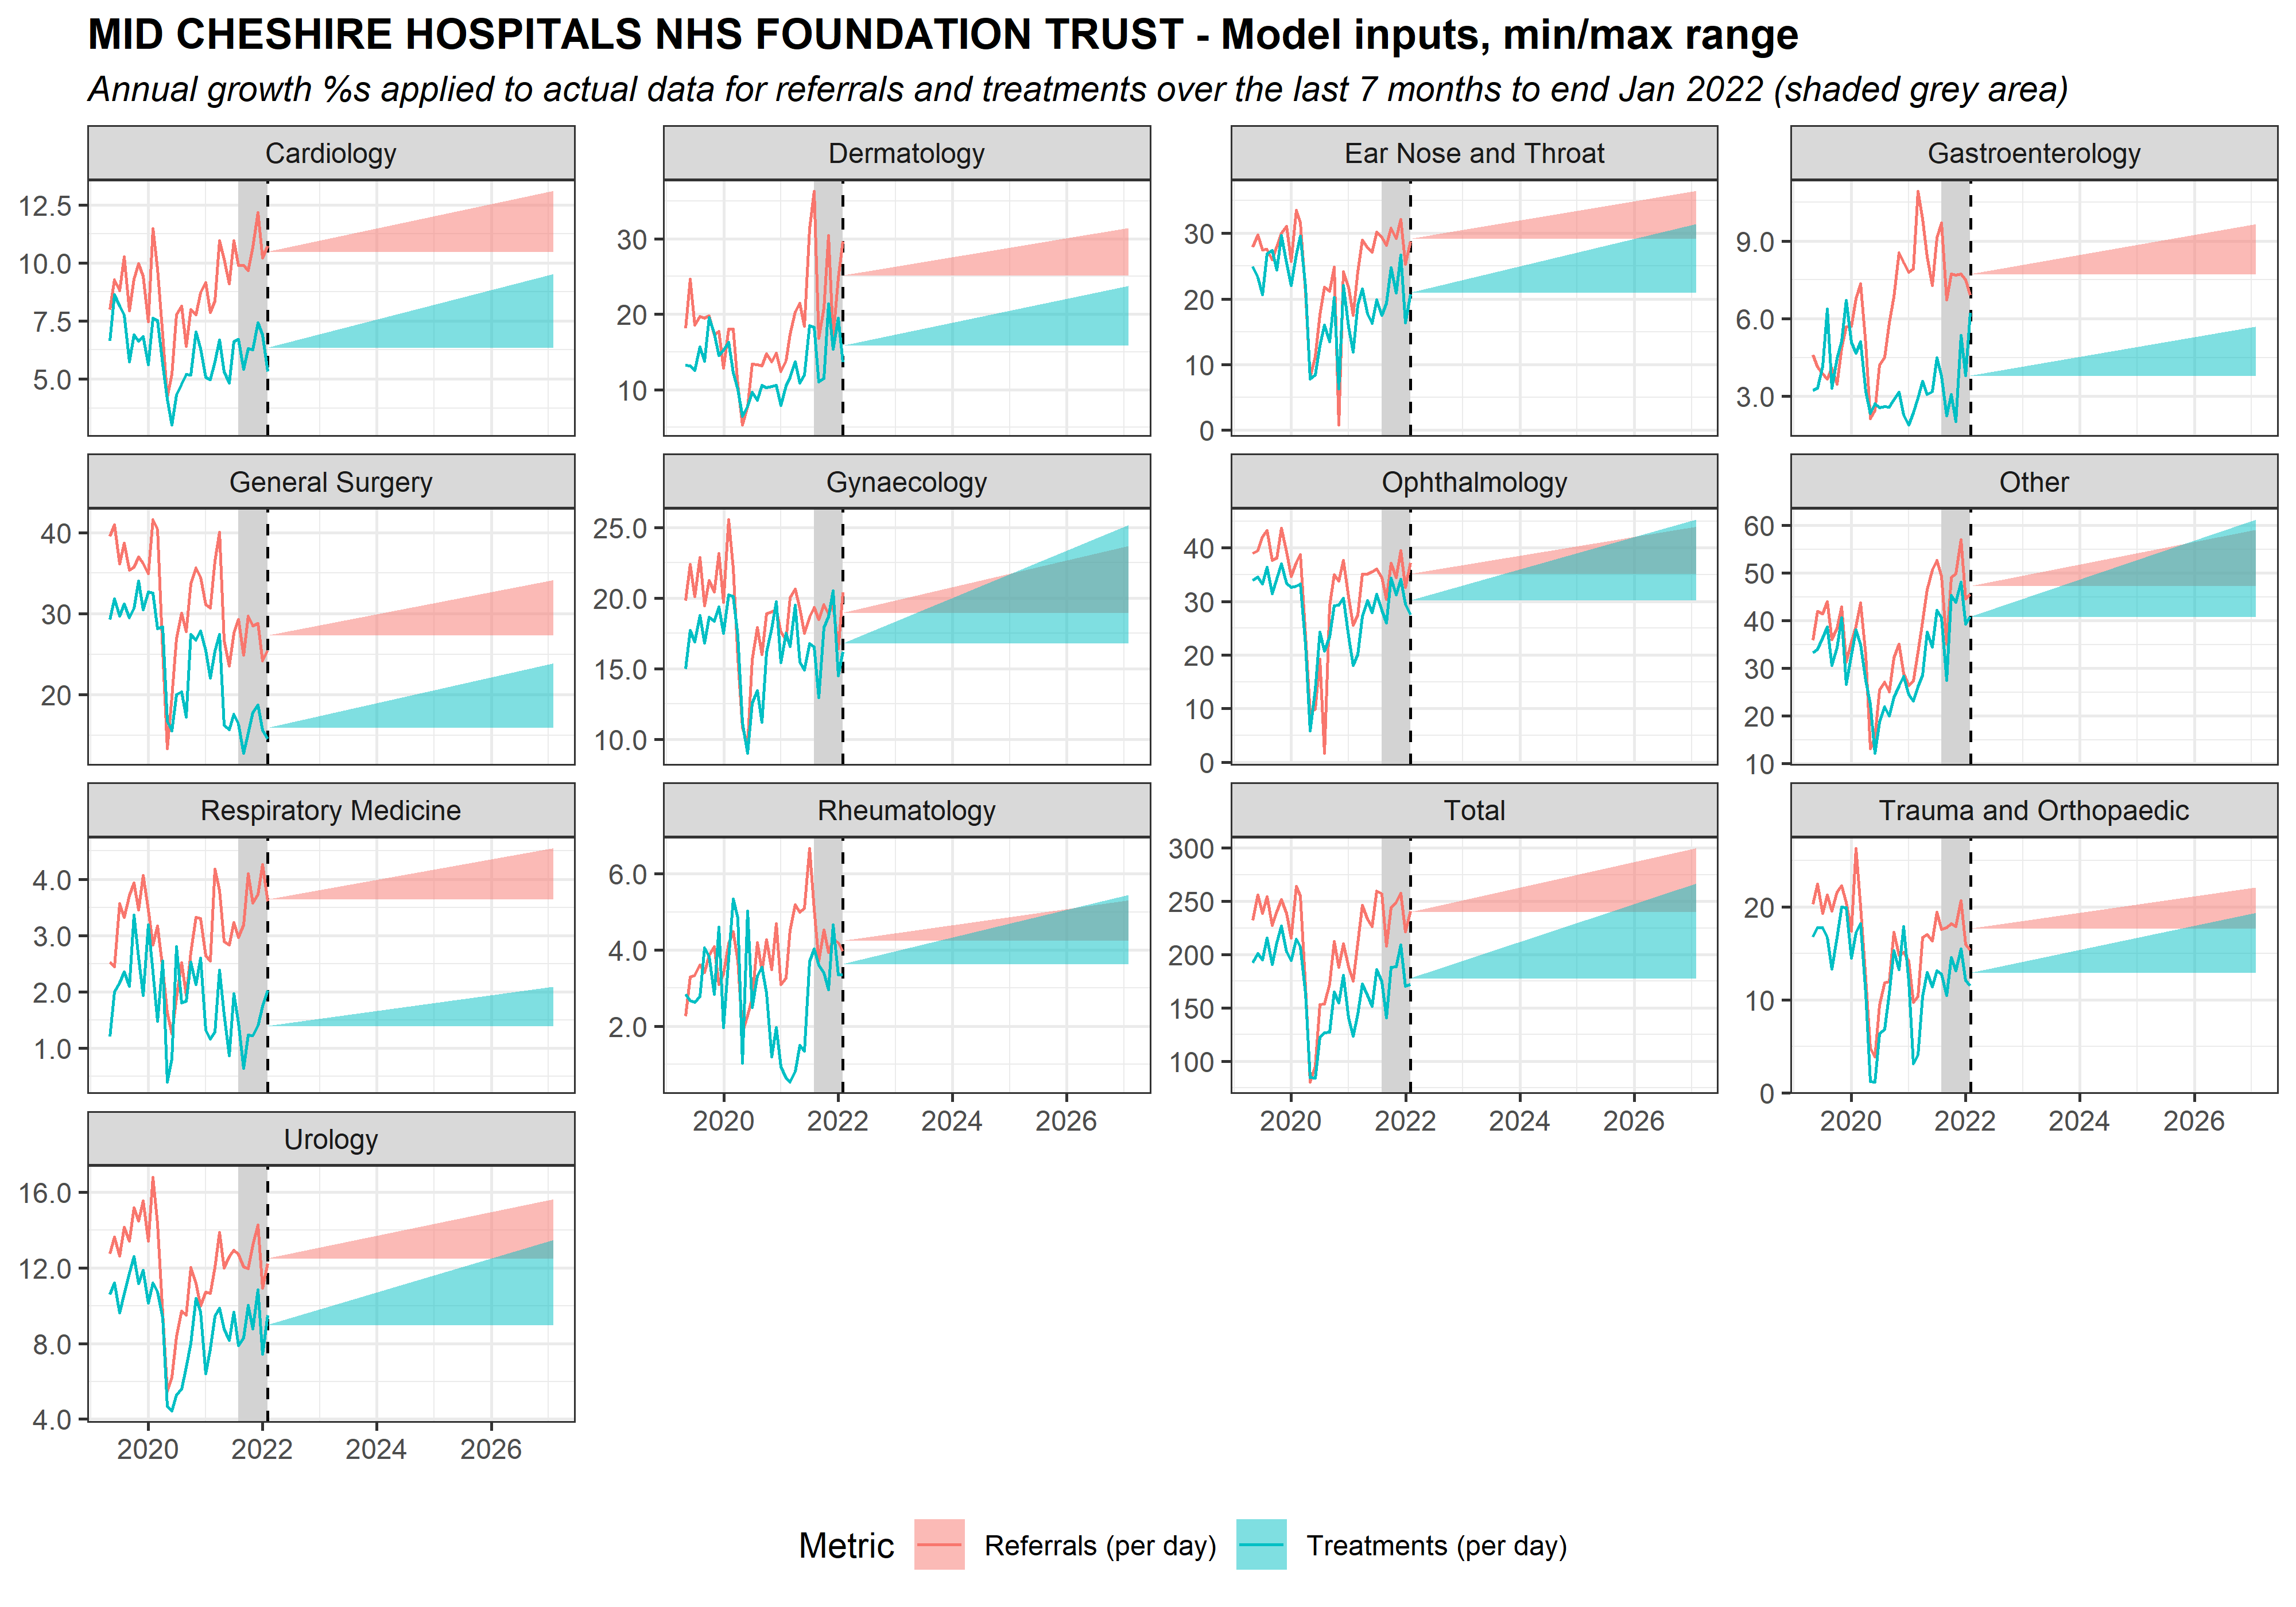 MID CHESHIRE HOSPITALS NHS FOUNDATION TRUST - Model inputs, min/max range
Annual growth %s applied to actual data for referrals and treatments over the last 7 months to end Jan 2022 (shaded grey area)
Cardiology
12.5
10.0
7.5
5.0
Dermatology
30
20
10
Ear Nose and Throat
30
20
10
0
Gastroenterology
9.0
6.0
3.0
General Surgery
40
30
20
Gynaecology
25.0
20.0
15.0
10.0
Ophthalmology
40
30
20
10
0
Other
60
50
40
30
20
10
Respiratory Medicine
4.0
3.0
2.0
1.0
Rheumatology
6.0
4.0
2.0
2020 2022 2024 2026
Total
300
250
200
150
100
2020 2022 2024 2026
Trauma and Orthopaedic
20
10
0
2020 2022 2024 2026
Urology
16.0
12.0
8.0
4.0
2020 2022 2024 2026
Metric Referrals (per day) Treatments (per day)